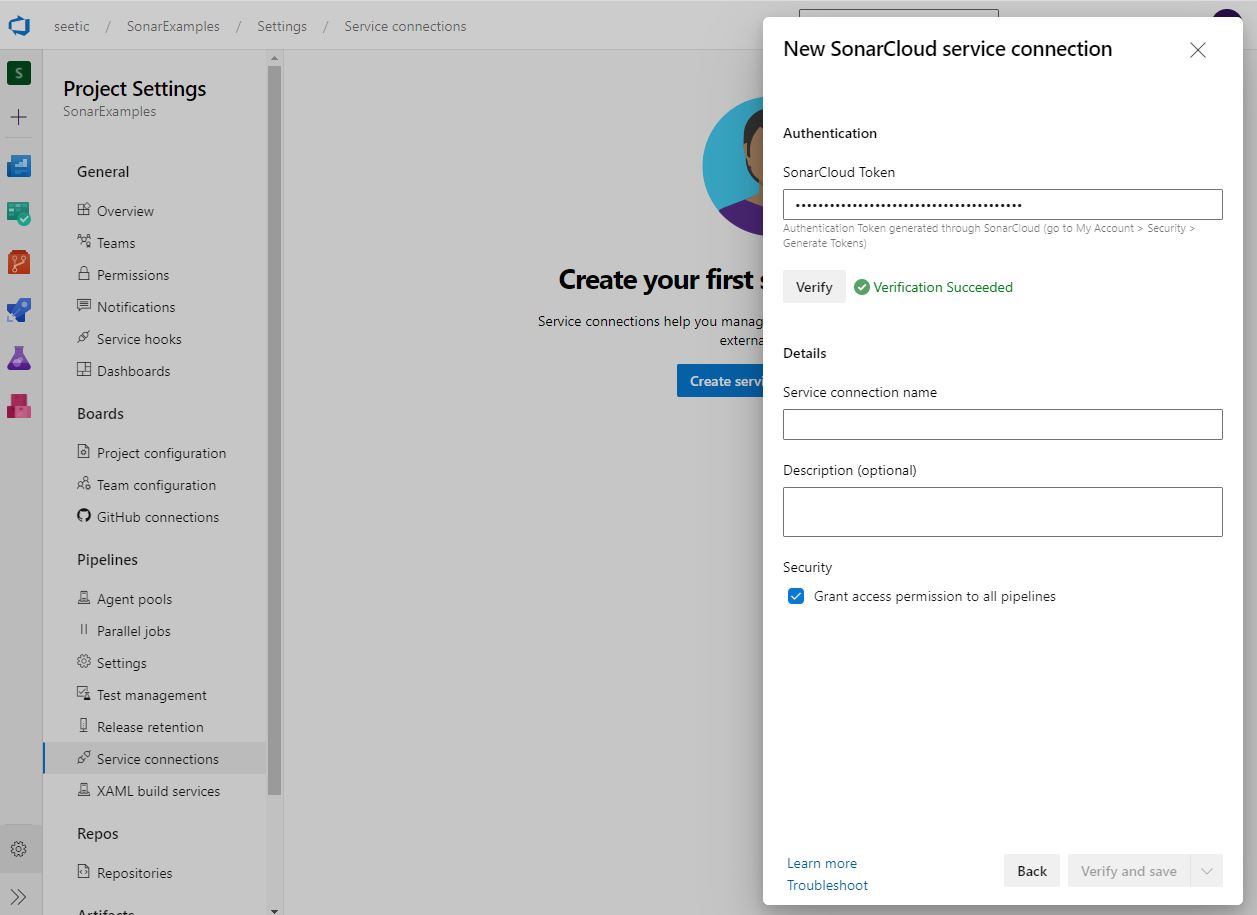 seetic / SonarExamples / Settings / Service connections
S
Project Settings
SonarExamples
General
Overview
Teams
Permissions
Notifications
Service hooks
Dashboards
Boards
Project configuration
Team configuration
GitHub connections
Pipelines
Agent pools
Parallel jobs
Settings
Test management
Release retention
Service connections
XAML build services
Repos
Repositories
Artifacts
Create your first s
Service connections help you manag
externa
Create servi
New SonarCloud service connection
Authentication
SonarCloud Token
••••••••••••••••••••••••••••••••••••••••
Authentication Token generated through SonarCloud (go to My Account > Security >
Generate Tokens)
Verify
Verification Succeeded
Details
Service connection name
Description (optional)
Security
Grant access permission to all pipelines
Learn more
Troubleshoot
Back
Verify and save